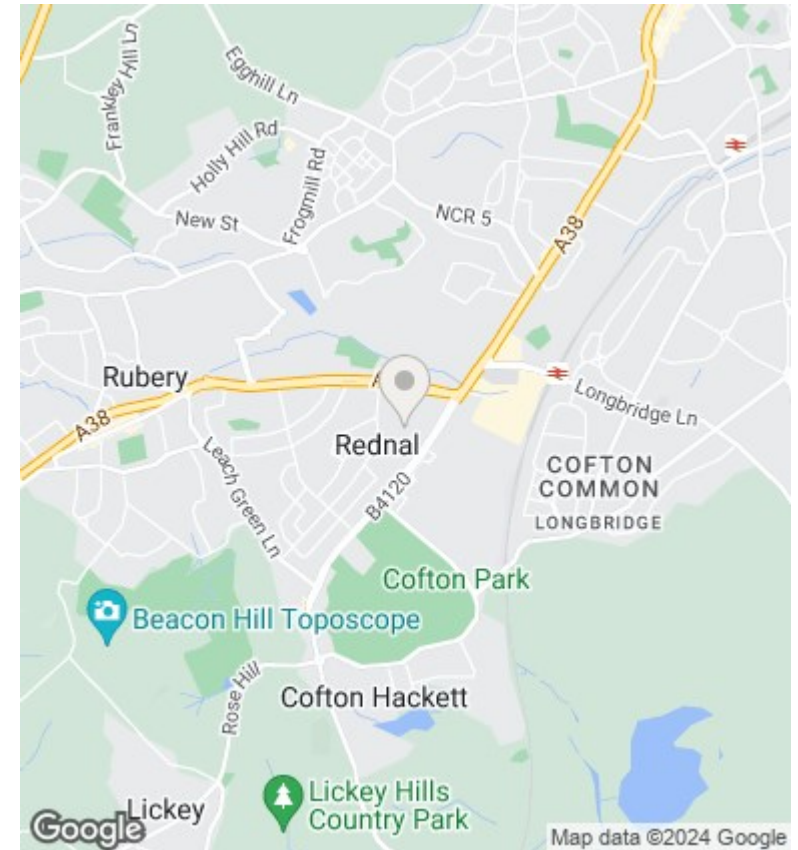 Frankley Hill Ln
Egghill Ln
Holly Hill Rd
Frogmill Rd
New St
NCR 5
A38
Rubery
A38
Leach Green Ln
Rednal
B4120
Longbridge Ln
COFTON
COMMON
LONGBRIDGE
Cofton Park
Beacon Hill Toposcope
Rose Hill
Cofton Hackett
Lickey
Lickey Hills
Country Park
Google
Map data ©2024 Google